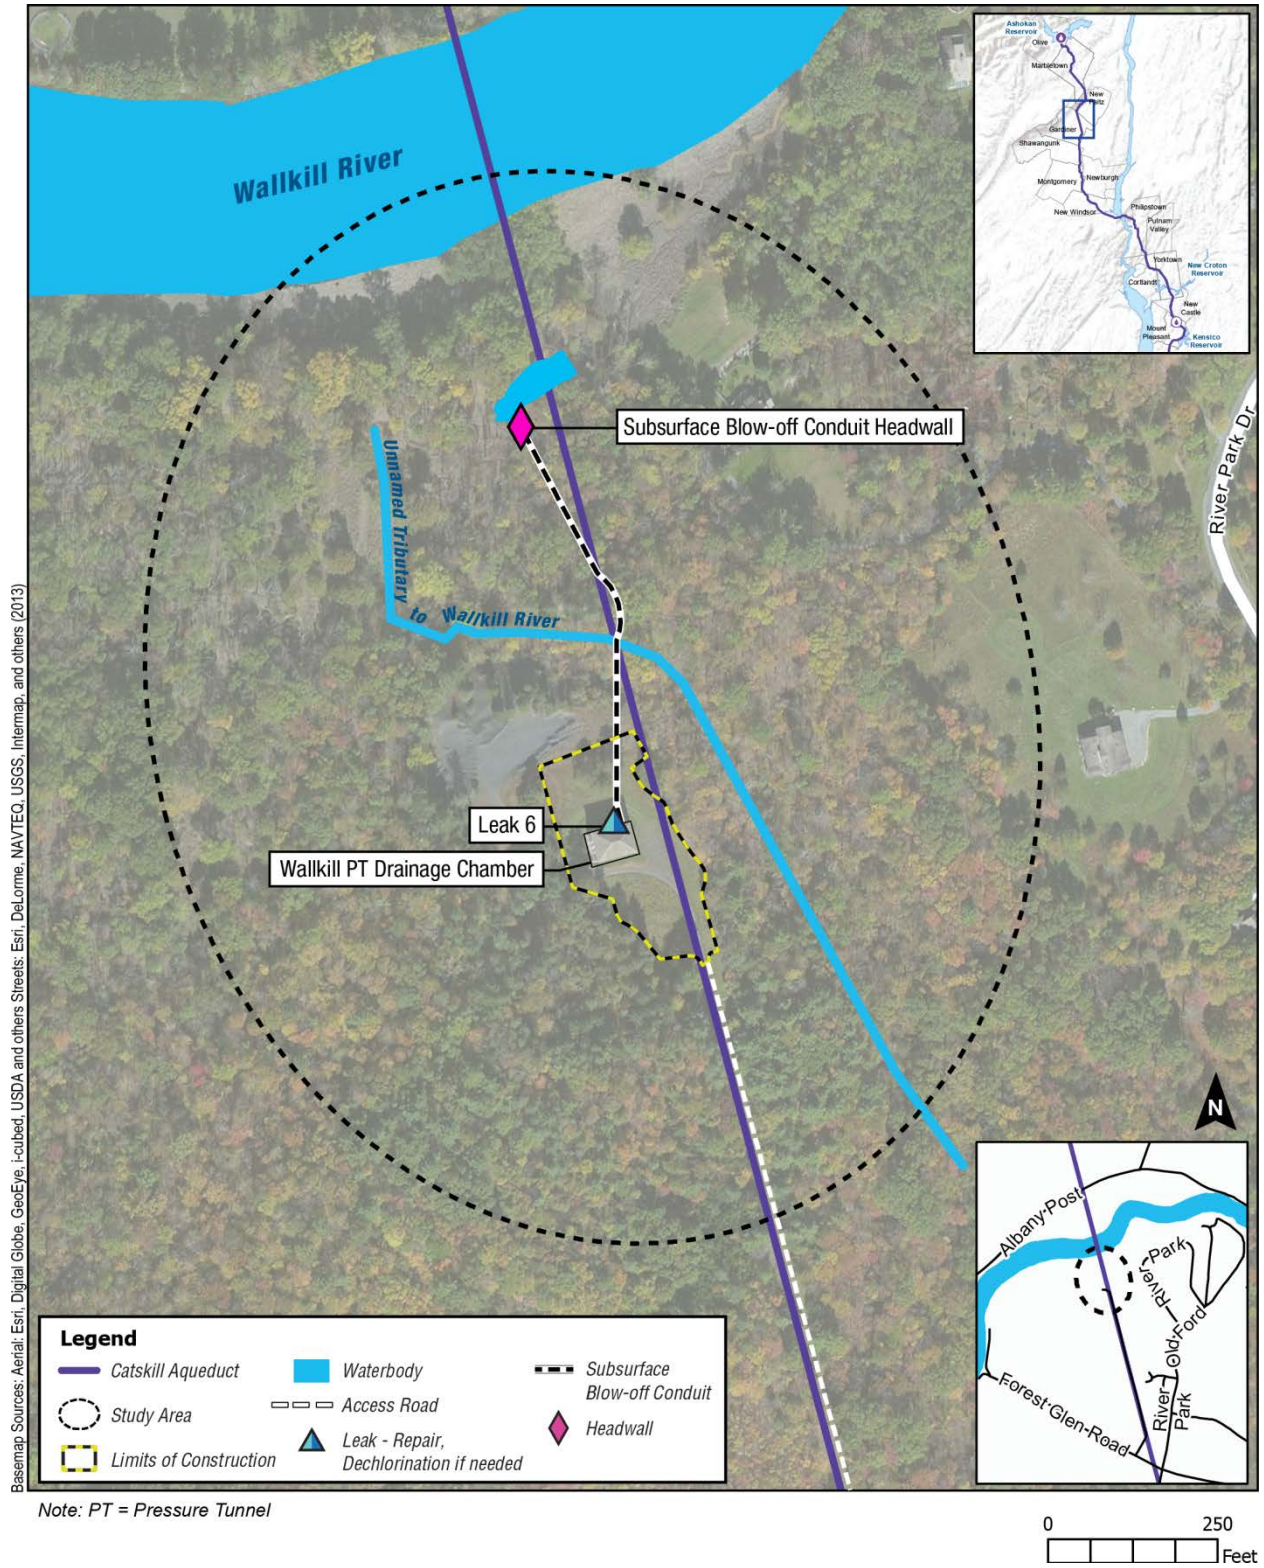 Wallkill River
Ashokan
Reservoir
Olive
Marbletown
New
Paltz
Gardiner
Shawangunk
Montgomery
Newburgh
New Windsor
Philipstown
Putnam
Valley
Yorktown
New Croton
Reservoir
Cortlandt
New
Castle
Mount
Pleasant
Kensico
Reservoir
Subsurface Blow-off Conduit Headwall
River Park Dr
Unnamed Tributary to Wallkill River
Leak 6
Wallkill PT Drainage Chamber
N
Albany Post
River Park
Old Ford
River Park
Forest Glen Road
Legend
Catskill Aqueduct
Study Area
Limits of Construction
Waterbody
Access Road
Leak - Repair,
Dechlorination if needed
Subsurface
Blow-off Conduit
Headwall
Basemap Sources: Aerial: Esri, Digital Globe, GeoEye, i-cubed, USDA and others Streets: Esri, DeLorme, NAVTEQ, USGS, Intermap, and others (2013)
Note: PT = Pressure Tunnel
0 250
Feet